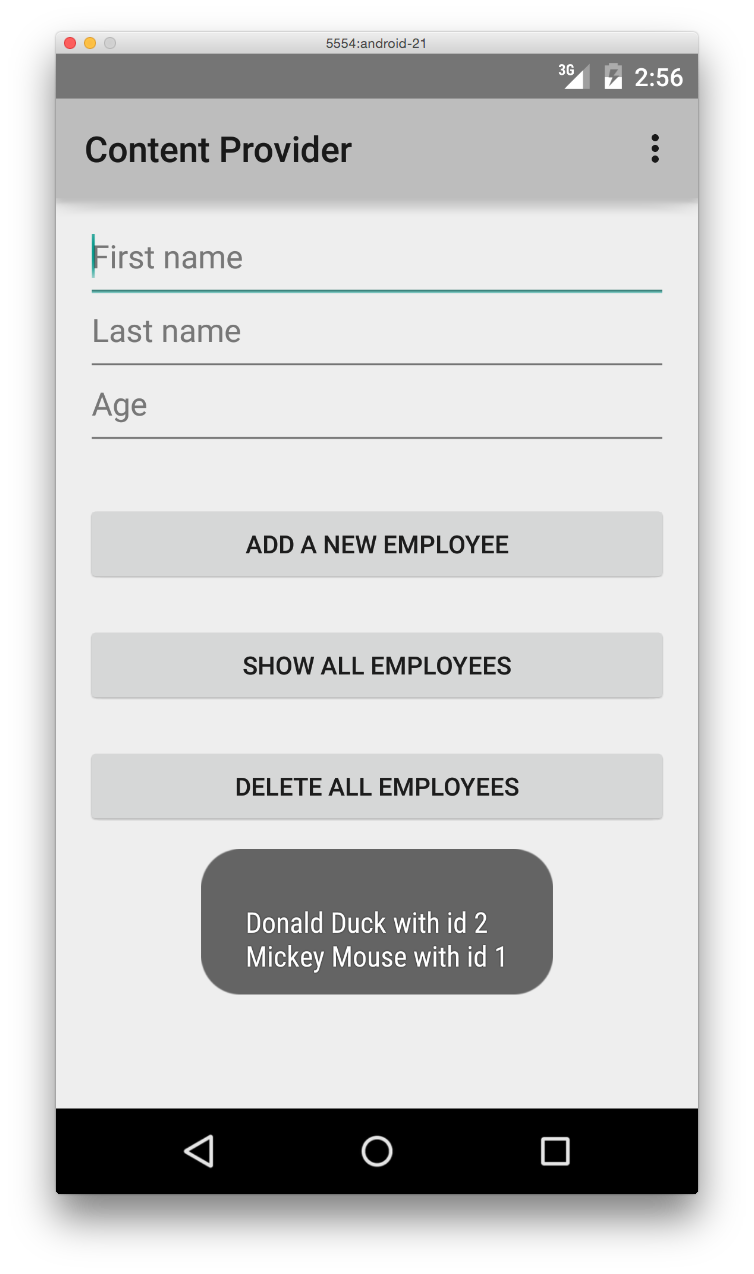 5554:android-21
3G 2:56
Content Provider
First name
Last name
Age
ADD A NEW EMPLOYEE
SHOW ALL EMPLOYEES
DELETE ALL EMPLOYEES
Donald Duck with id 2
Mickey Mouse with id 1